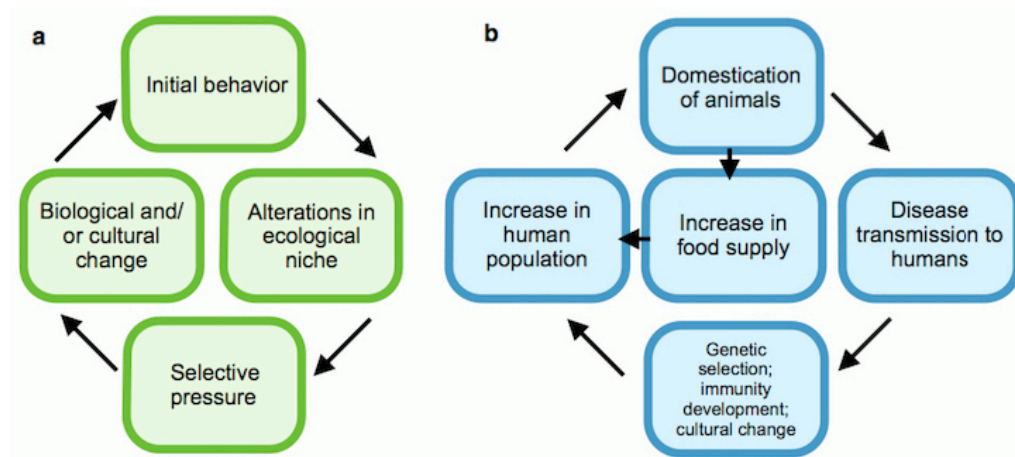 a
Initial behavior
Biological and/
or cultural
change
Alterations in
ecological
niche
Selective
pressure
b
Domestication
of animals
Increase in
human
population
Increase in
food supply
Disease
transmission to
humans
Genetic
selection;
immunity
development;
cultural change